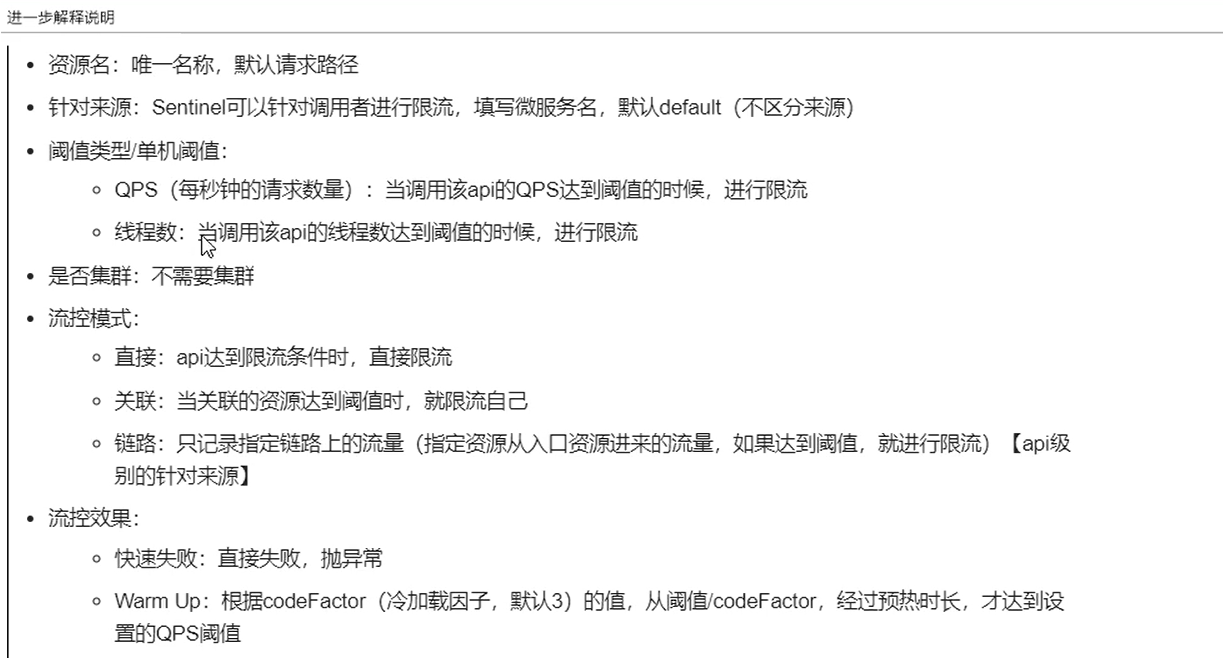 进一步解释说明
资源名：唯一名称，默认请求路径
针对来源：Sentinel可以针对调用者进行限流，填写微服务名，默认default（不区分来源）
阈值类型/单机阈值：
QPS（每秒钟的请求数量）：当调用该api的QPS达到阈值的时候，进行限流
线程数：当调用该api的线程数达到阈值的时候，进行限流
是否集群：不需要集群
流控模式：
直接：api达到限流条件时，直接限流
关联：当关联的资源达到阈值时，就限流自己
链路：只记录指定链路上的流量（指定资源从入口资源进来的流量，如果达到阈值，就进行限流）【api级
别的针对来源】
流控效果：
快速失败：直接失败，抛异常
Warm Up：根据codeFactor（冷加载因子，默认3）的值，从阈值/codeFactor，经过预热时长，才达到设
置的QPS阈值